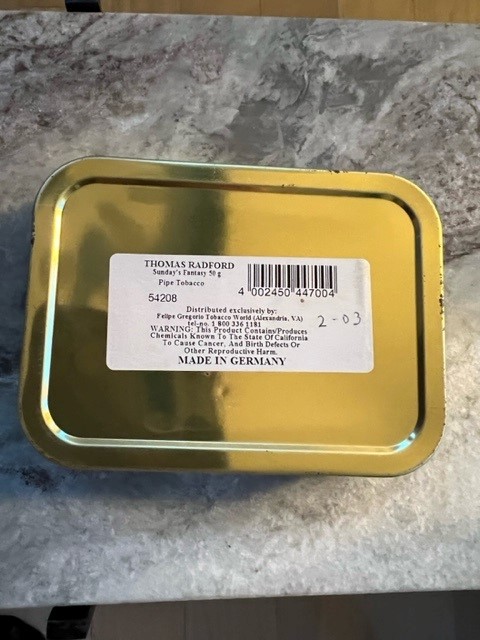 THOMAS RADFORD
Sunday's Fantasy 50 g
Pipe Tobacco
54208
4 002450 447004
Distributed exclusively by:
Felipe Gregorio Tobacco World (Alexandria, VA)
tel-no. 1 800 336 1181
WARNING: This Product Contains/Produces
Chemicals Known To The State Of California
To Cause Cancer, And Birth Defects Or
Other Reproductive Harm.
MADE IN GERMANY
2-03